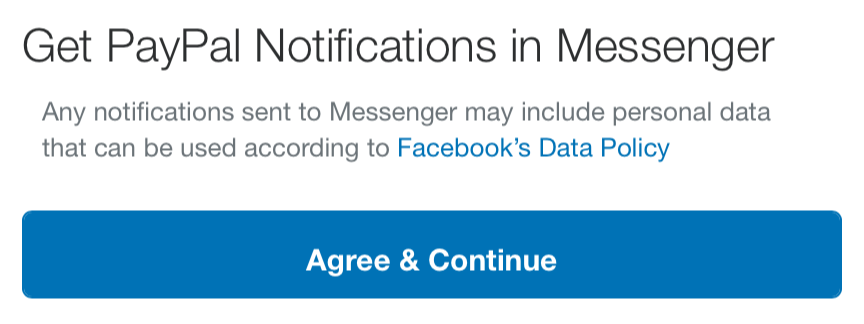 Get PayPal Notifications in Messenger
Any notifications sent to Messenger may include personal data
that can be used according to Facebook’s Data Policy
Agree & Continue